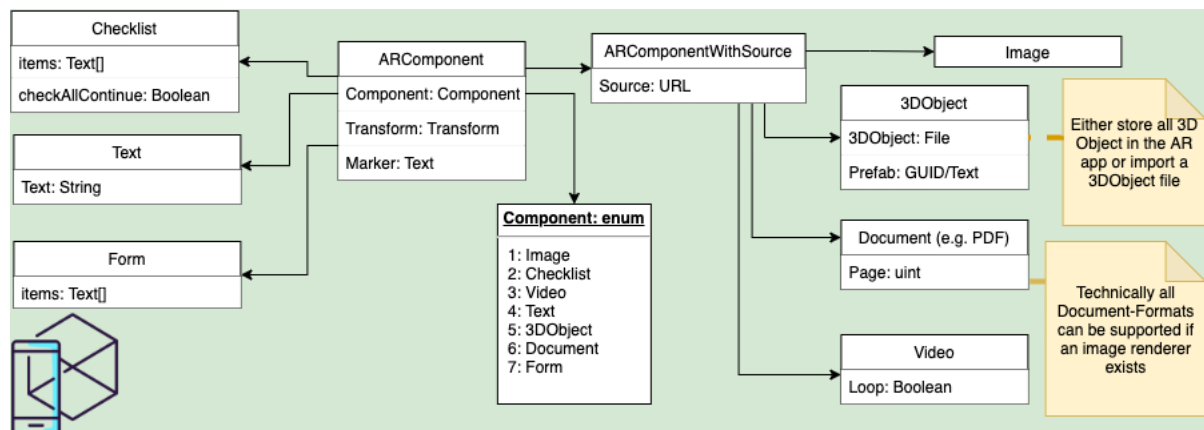 Checklist
items: Text[]
checkAllContinue: Boolean
Text
Text: String
Form
items: Text[]
ARComponent
Component: Component
Transform: Transform
Marker: Text
Component: enum
1: Image
2: Checklist
3: Video
4: Text
5: 3DObject
6: Document
7: Form
ARComponentWithSource
Source: URL
Image
3DObject
3DObject: File
Prefab: GUID/Text
Either store all 3D
Object in the AR
app or import a
3DObject file
Document (e.g. PDF)
Page: uint
Technically all
Document-Formats
can be supported if
an image renderer
exists
Video
Loop: Boolean